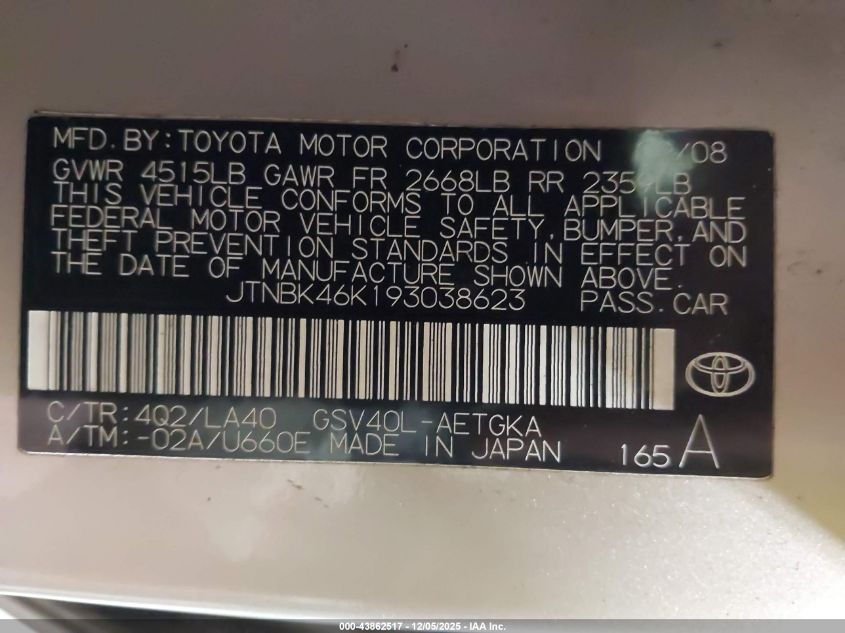 MFD. BY: TOYOTA MOTOR CORPORATION /08
GVWR 4515LB GAWR FR 2668LB RR
THIS VEHICLE CONFORMS TO ALL APPLICABLE
FEDERAL MOTOR VEHICLE SAFETY, BUMPER, AND
THEFT PREVENTION STANDARDS IN EFFECT ON
THE DATE OF MANUFACTURE SHOWN ABOVE.
JTNBK46K193038623 PASS. CAR
C/TR: 4Q2/LA40 GSV40L-AETGKA
A/TM: -02A/U660E MADE IN JAPAN 165 A
000-43862517 - 12/05/2025 - IAA Inc.